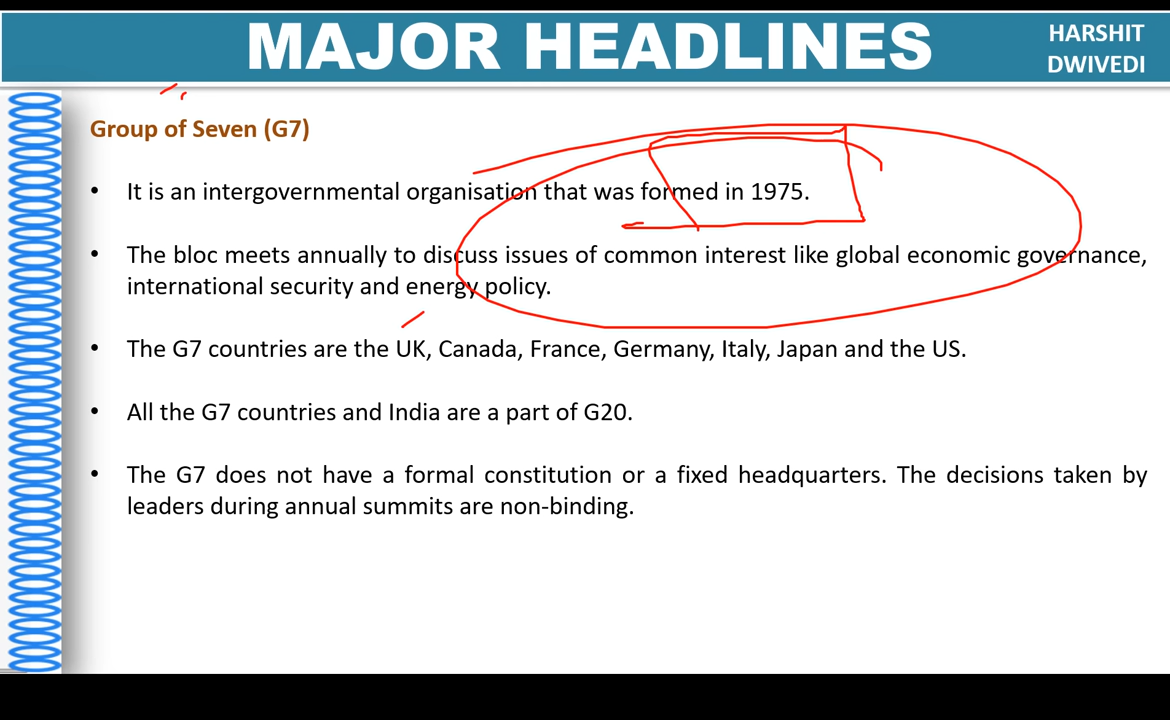 MAJOR HEADLINES
HARSHIT
DWIVEDI
Group of Seven (G7)
• It is an intergovernmental organisation that was formed in 1975.
• The bloc meets annually to discuss issues of common interest like global economic governance,
international security and energy policy.
• The G7 countries are the UK, Canada, France, Germany, Italy, Japan and the US.
• All the G7 countries and India are a part of G20.
• The G7 does not have a formal constitution or a fixed headquarters. The decisions taken by
leaders during annual summits are non-binding.